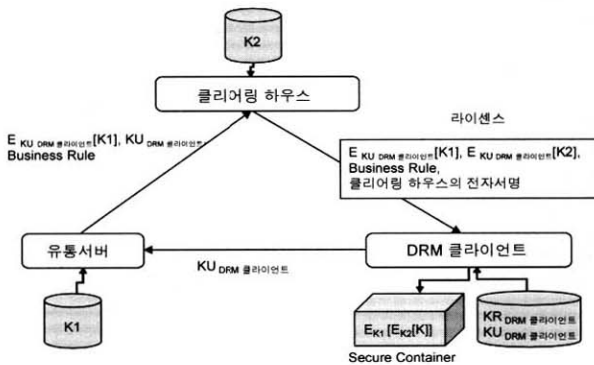 K2
클리어링 하우스
E KU DRM 클라이언트[K1], KU DRM 클라이언트,
Business Rule
라이센스
E KU DRM 클라이언트[K1], E KU DRM 클라이언트[K2],
Business Rule,
클리어링 하우스의 전자서명
유통서버
DRM 클라이언트
KU DRM 클라이언트
K1
EK1 [EK2[K]]
KR DRM 클라이언트
KU DRM 클라이언트
Secure Container